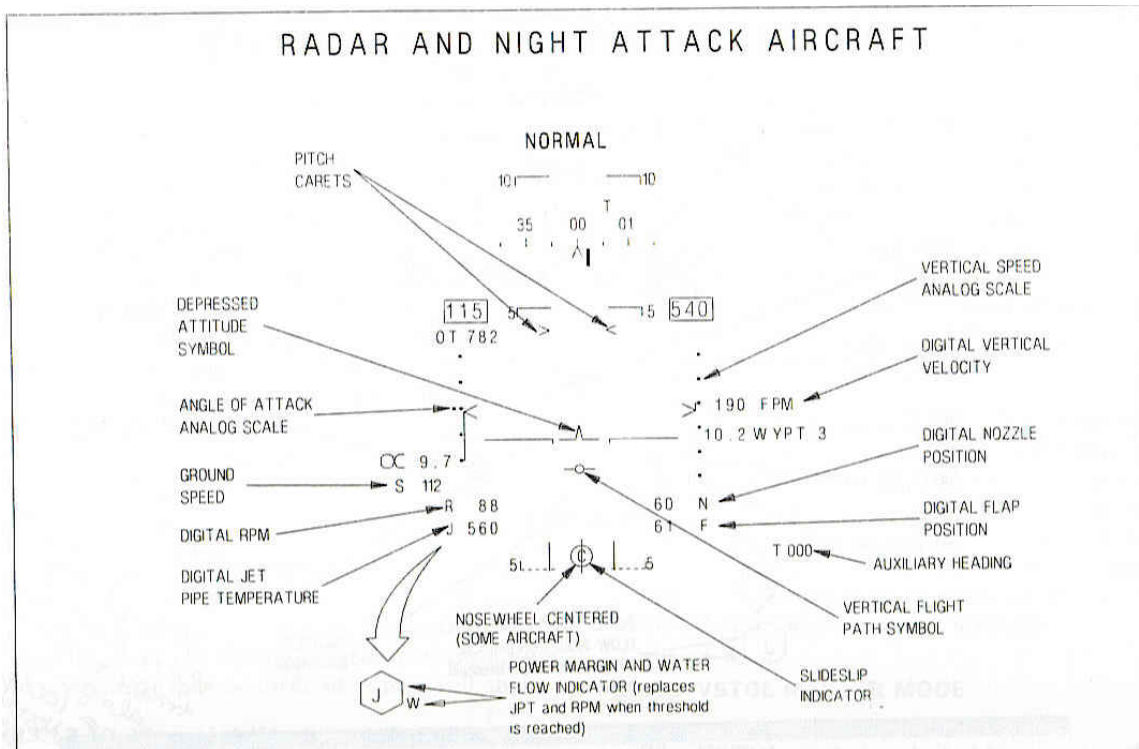 RADAR AND NIGHT ATTACK AIRCRAFT
NORMAL
PITCH
CARETS
10 10
T
35 00 01
VERTICAL SPEED
ANALOG SCALE
DEPRESSED
ATTITUDE
SYMBOL
115 5 5 540
OT 782
DIGITAL VERTICAL
VELOCITY
ANGLE OF ATTACK
ANALOG SCALE
190 FPM
10.2 WYPT 3
DIGITAL NOZZLE
POSITION
GROUND
SPEED
α 9.7
S 112
R 88
J 560
60 N
61 F
DIGITAL FLAP
POSITION
DIGITAL RPM
T 000
AUXILIARY HEADING
DIGITAL JET
PIPE TEMPERATURE
5 C 5
NOSEWHEEL CENTERED
(SOME AIRCRAFT)
VERTICAL FLIGHT
PATH SYMBOL
J W
POWER MARGIN AND WATER
FLOW INDICATOR (replaces
JPT and RPM when threshold
is reached)
SLIDESLIP
INDICATOR